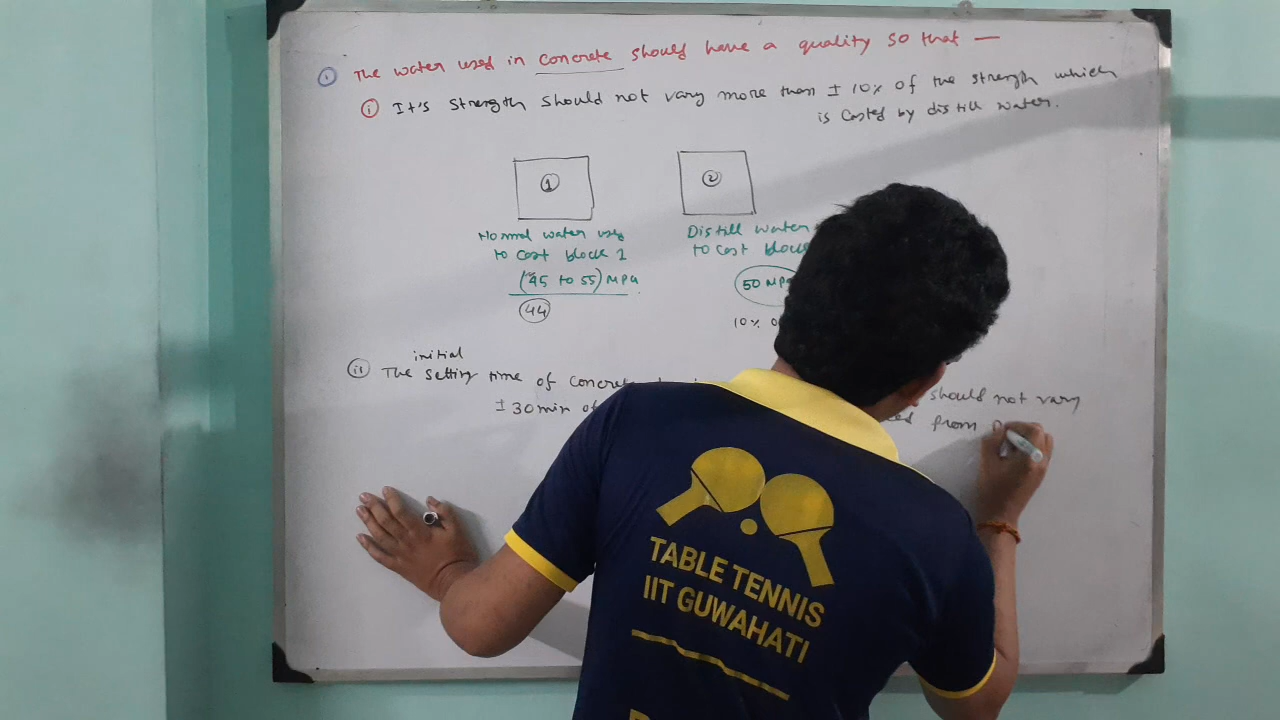 ① The water used in concrete should have a quality so that —
ⓘ It's strength should not vary more than ± 10% of the strength which
is casted by distill water.
①
②
Normal water use
to cast block 1
(45 to 55) MPa
44
Distill water
to cast block
50 MPa
10%
initial
(ii) The setting time of concrete should not vary
± 30 min of from
TABLE TENNIS
IIT GUWAHATI